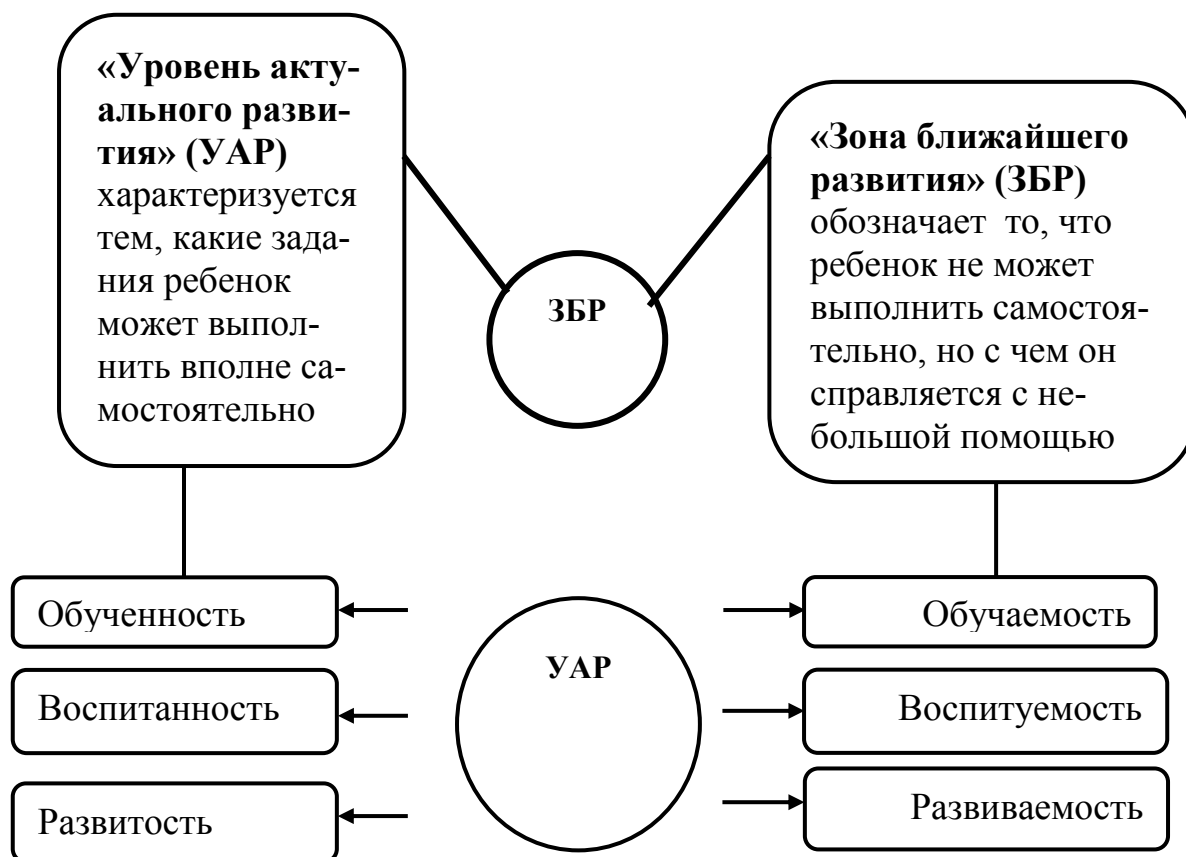 «Уровень акту-
ального разви-
тия» (УАР)
характеризуется
тем, какие зада-
ния ребенок
может выпол-
нить вполне са-
мостоятельно
ЗБР
«Зона ближайшего
развития» (ЗБР)
обозначает то, что
ребенок не может
выполнить самостоя-
тельно, но с чем он
справляется с не-
большой помощью
Обученность
Воспитанность
Развитость
УАР
Обучаемость
Воспитуемость
Развиваемость